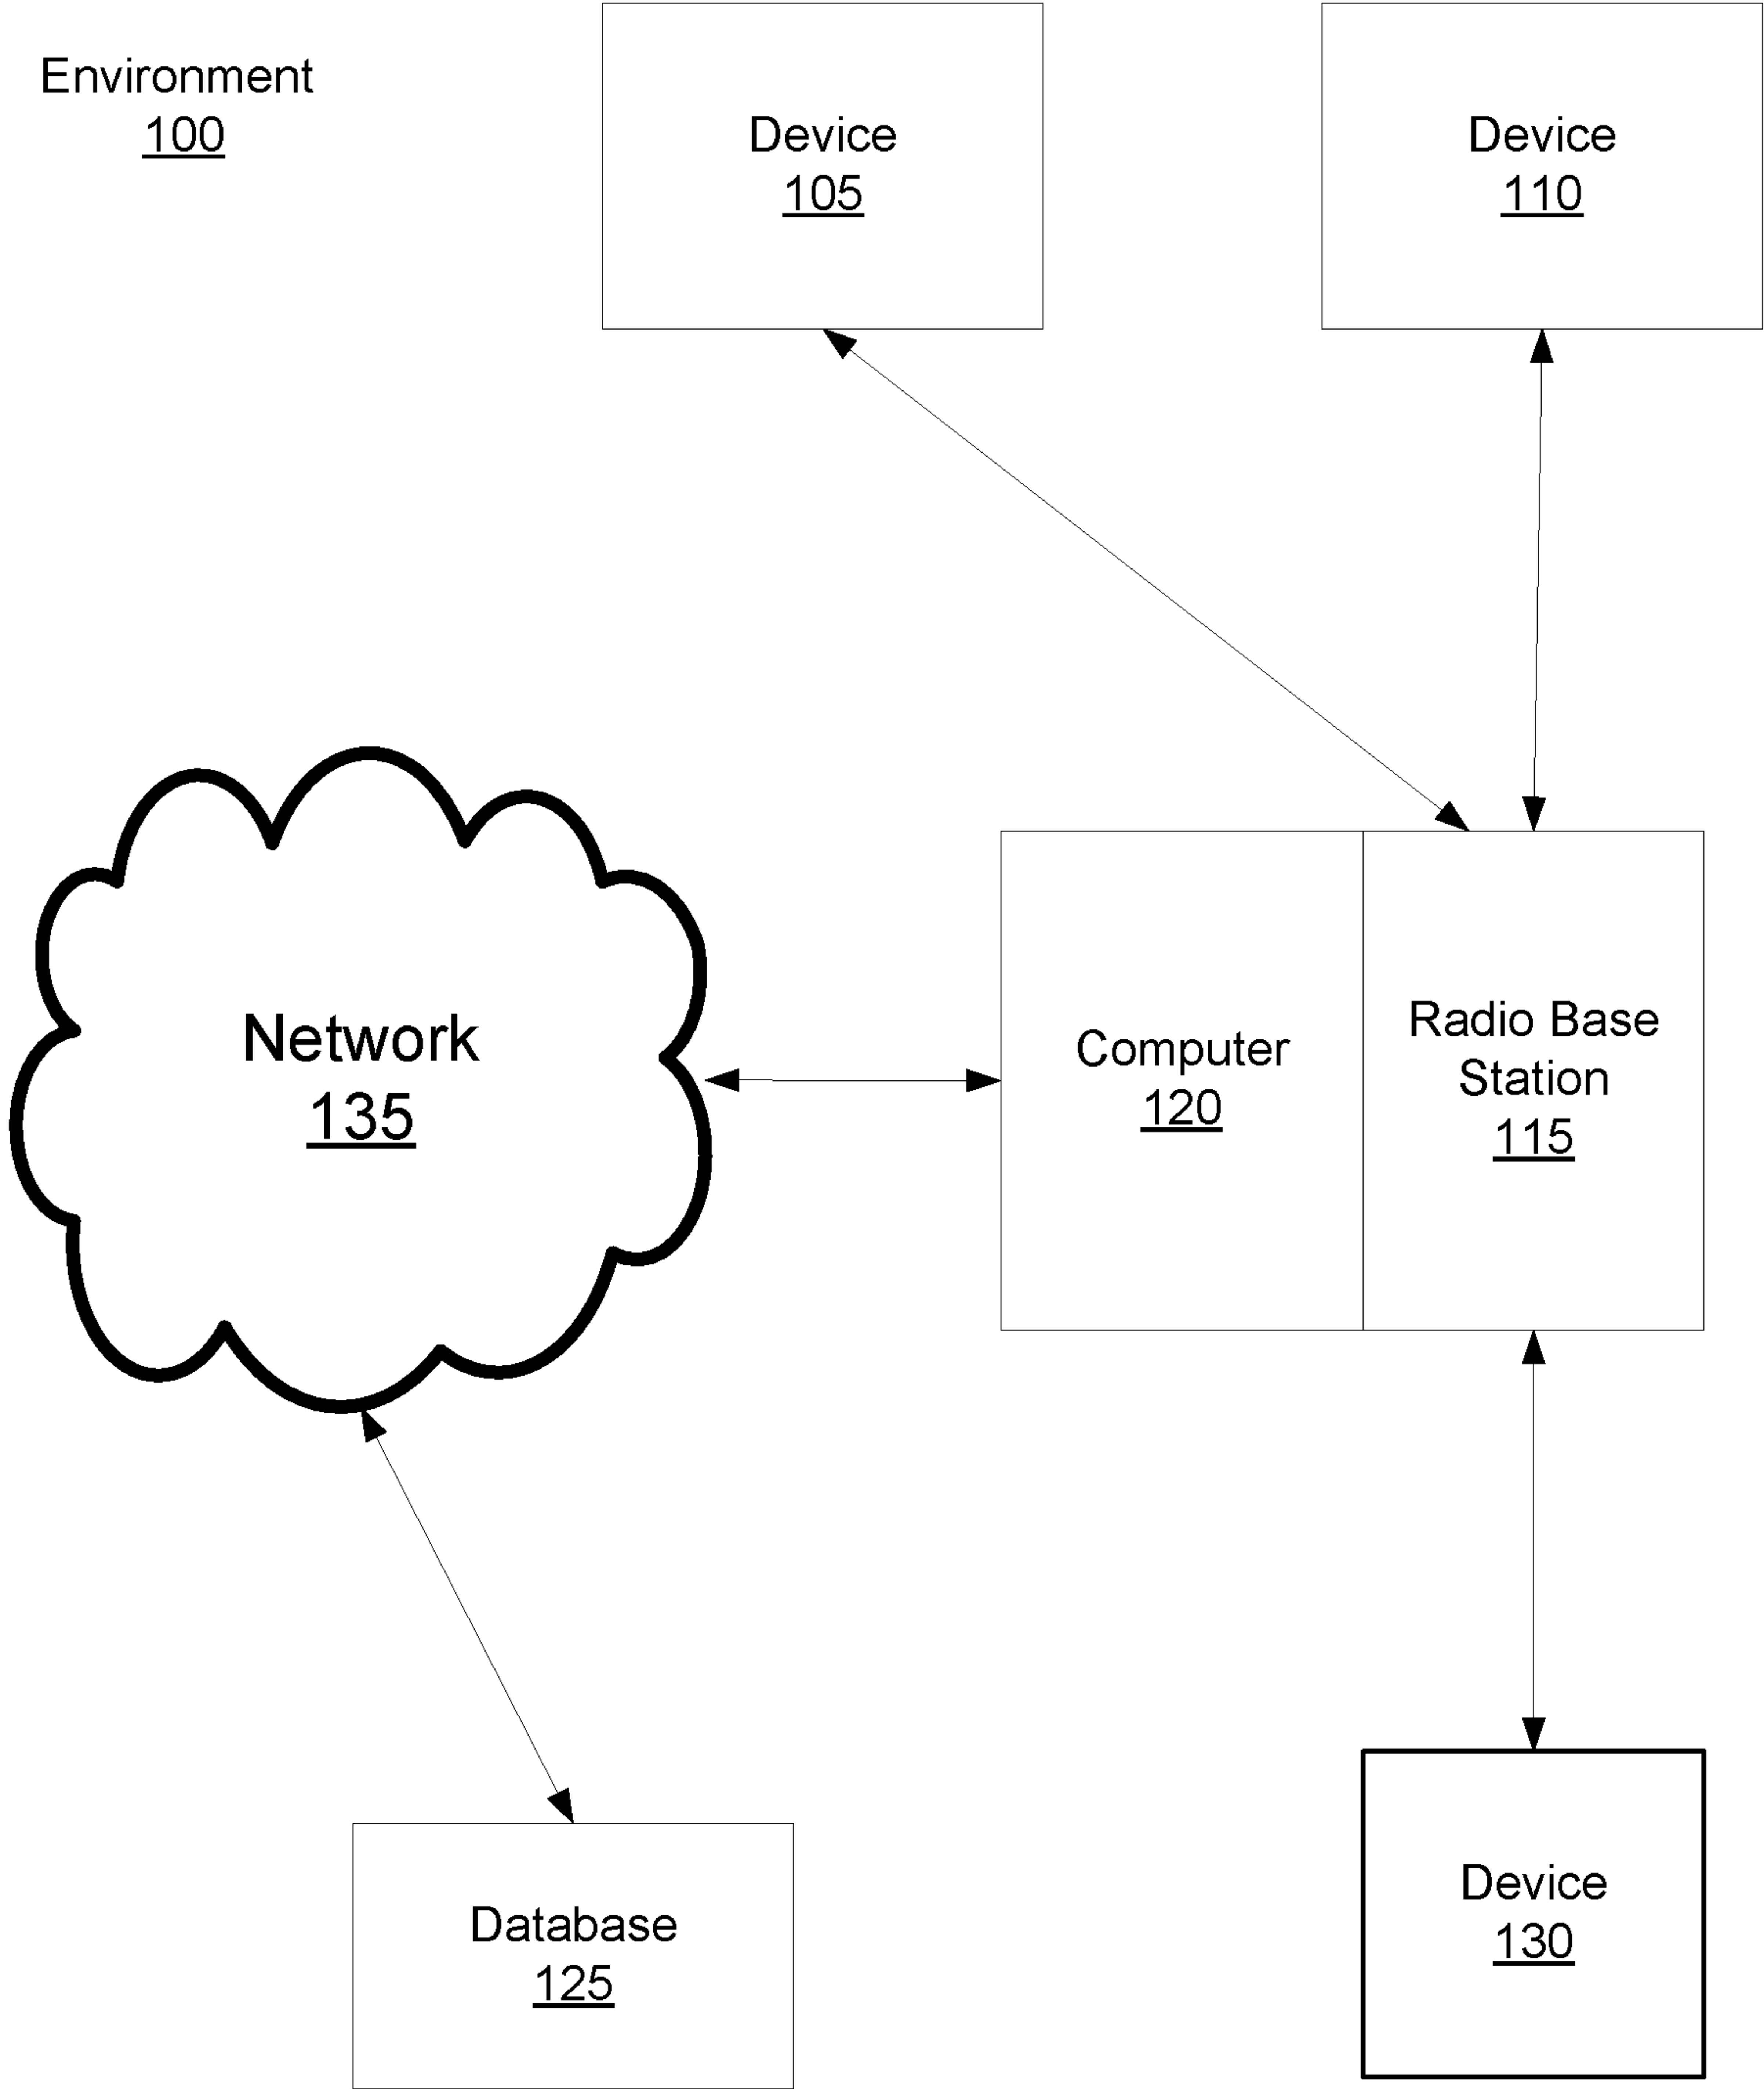 Environment
100
Device
105
Device
110
Network
135
Computer
120
Radio Base
Station
115
Database
125
Device
130